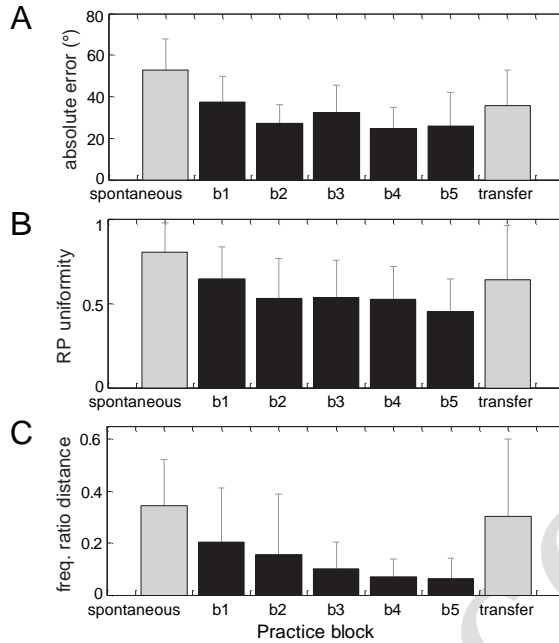 A
absolute error (°)
80
60
40
20
0
spontaneous b1 b2 b3 b4 b5 transfer
B
RP uniformity
1
0.5
0
spontaneous b1 b2 b3 b4 b5 transfer
C
freq. ratio distance
0.6
0.4
0.2
0
spontaneous b1 b2 b3 b4 b5 transfer
Practice block